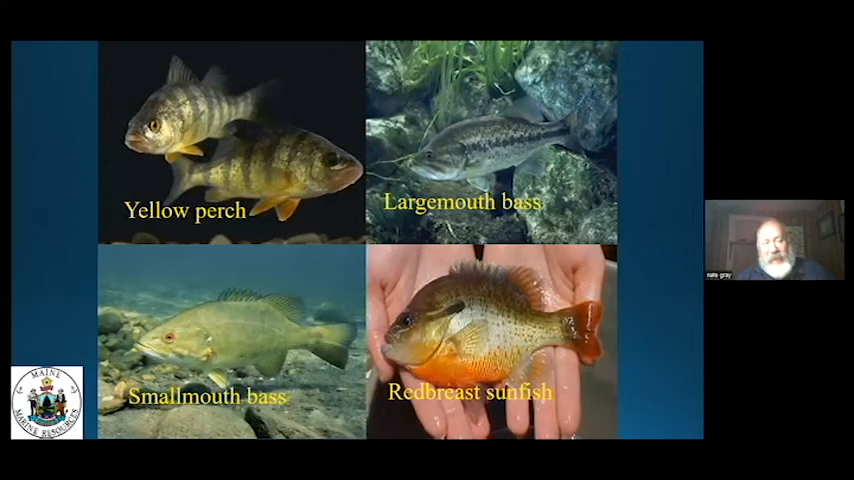 Yellow perch
Largemouth bass
nate gray
Smallmouth bass
Redbreast sunfish
MAINE
MARINE RESOURCES